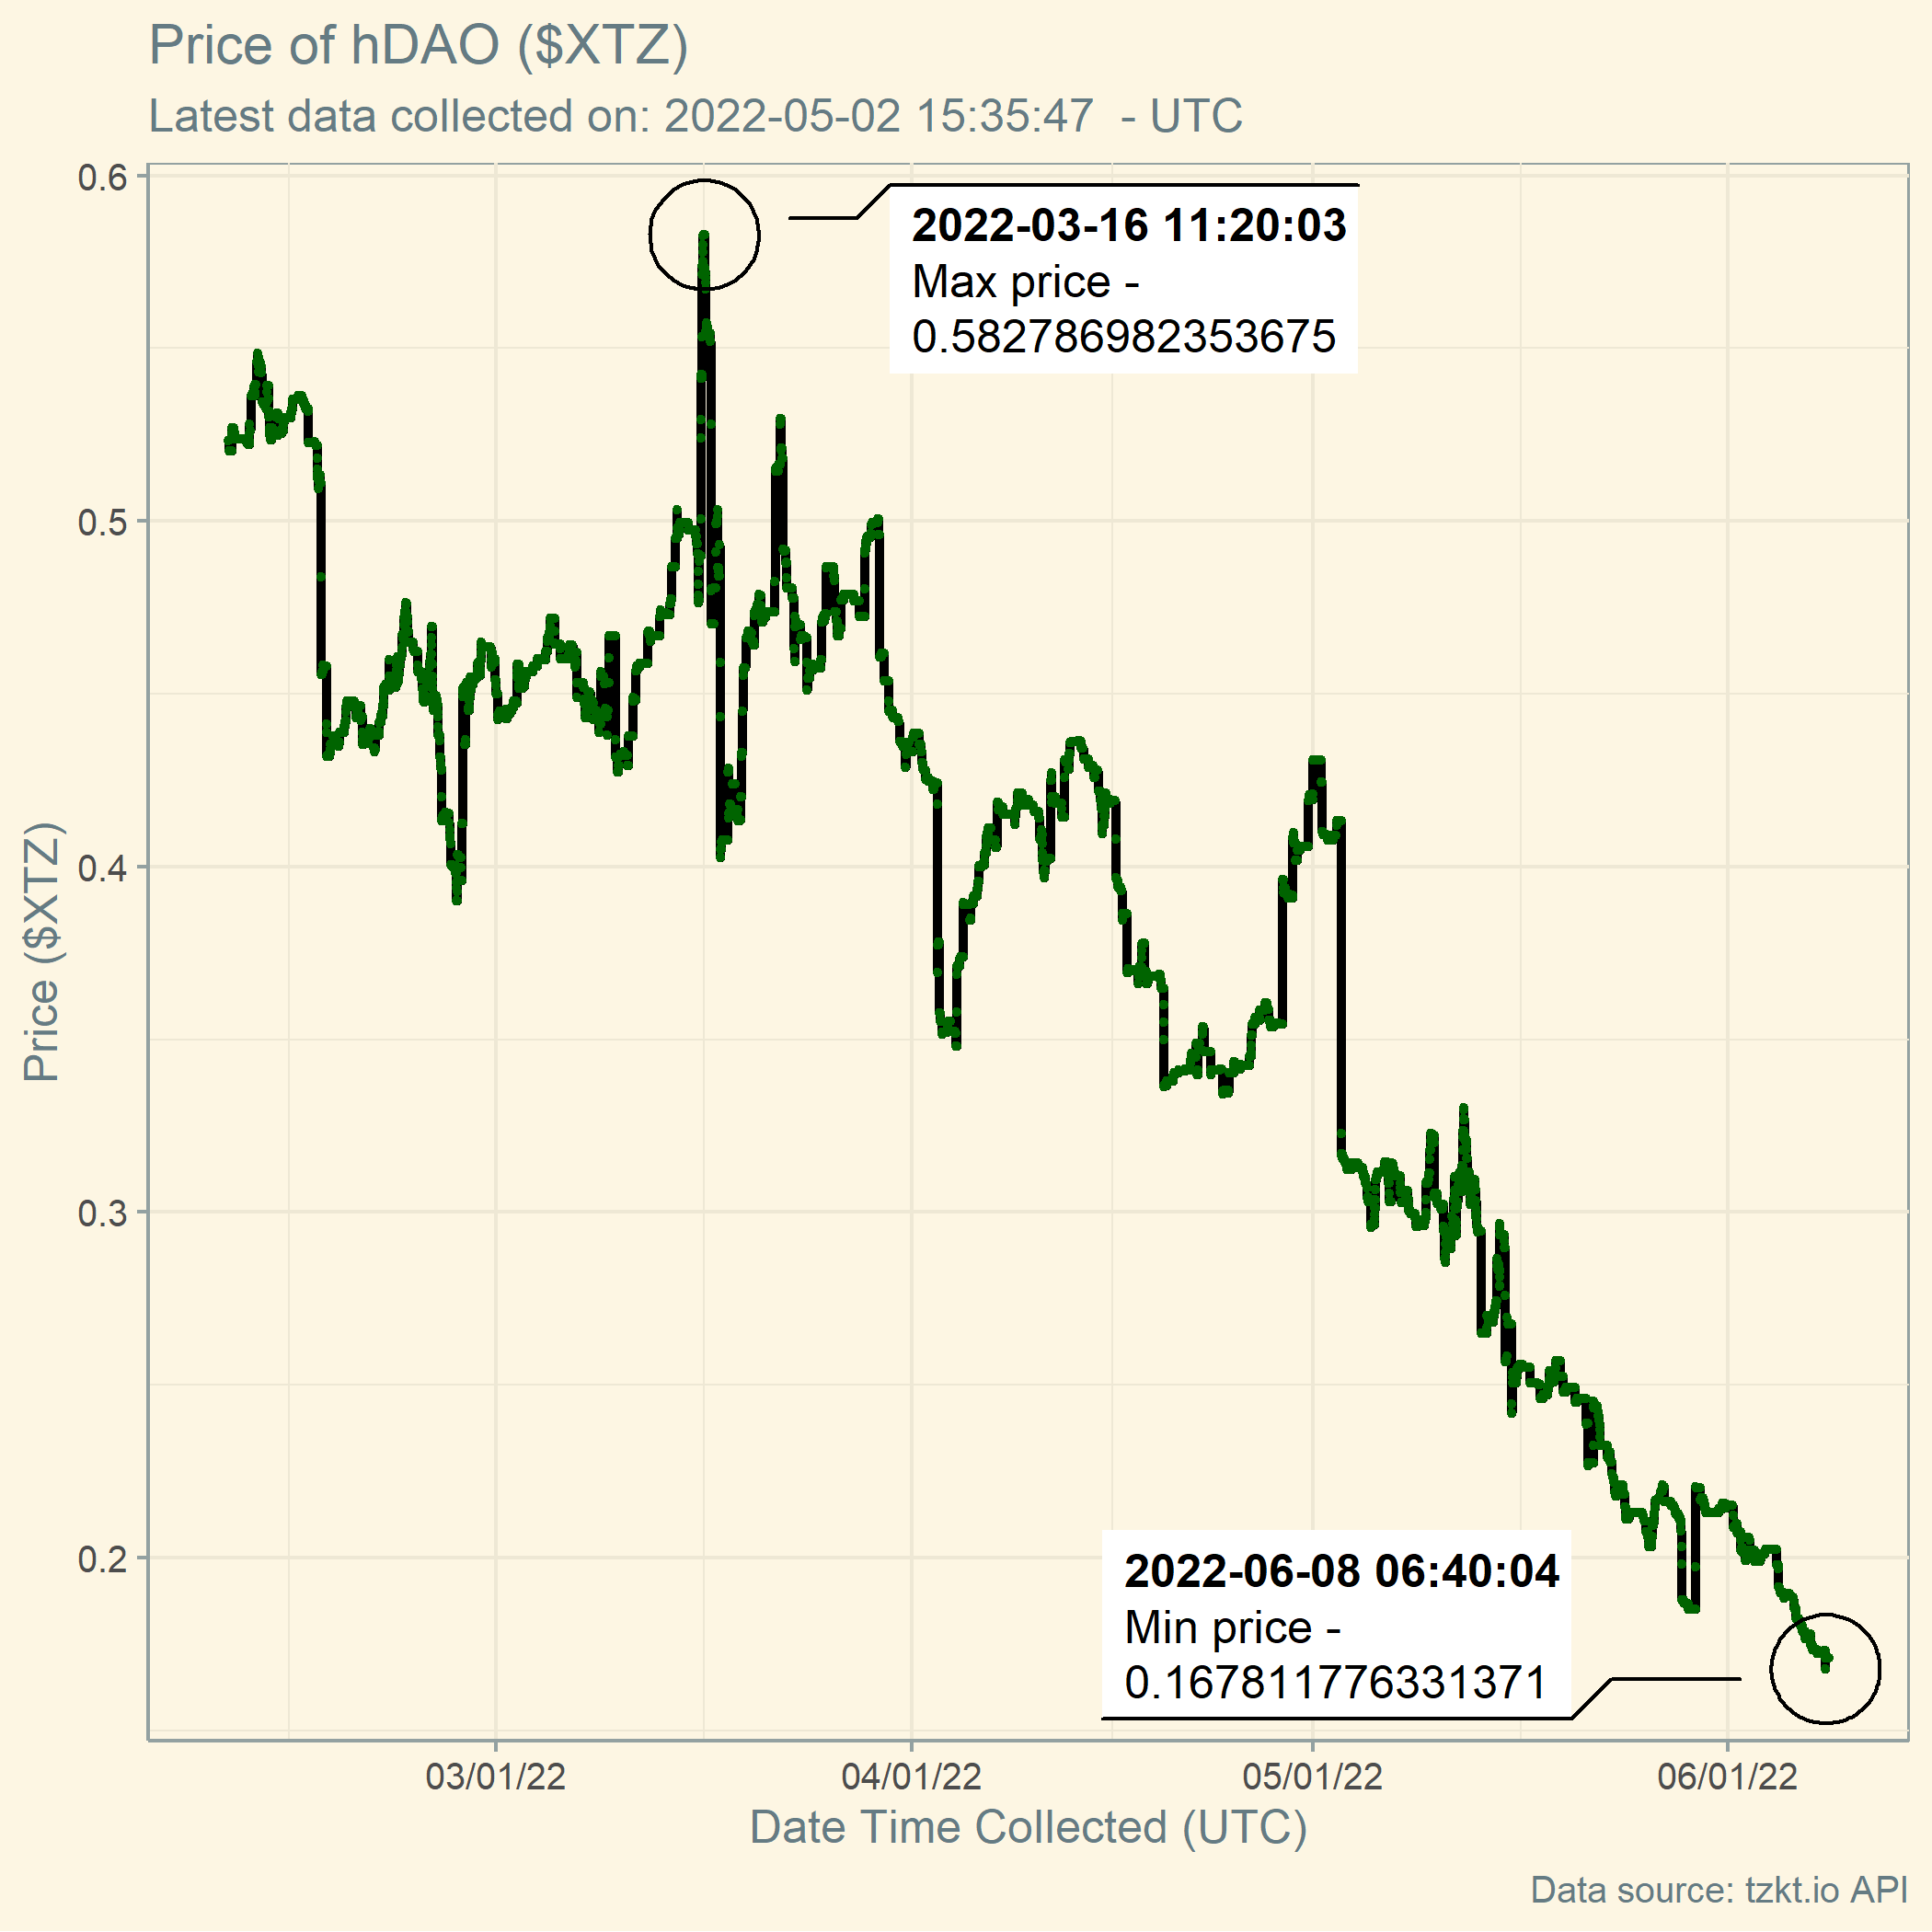 Price of hDAO ($XTZ)
Latest data collected on: 2022-05-02 15:35:47  - UTC
0.6
0.5
0.4
0.3
0.2
Price ($XTZ)
2022-03-16 11:20:03
Max price -
0.582786982353675
2022-06-08 06:40:04
Min price -
0.167811776331371
03/01/22
04/01/22
05/01/22
06/01/22
Date Time Collected (UTC)
Data source: tzkt.io API